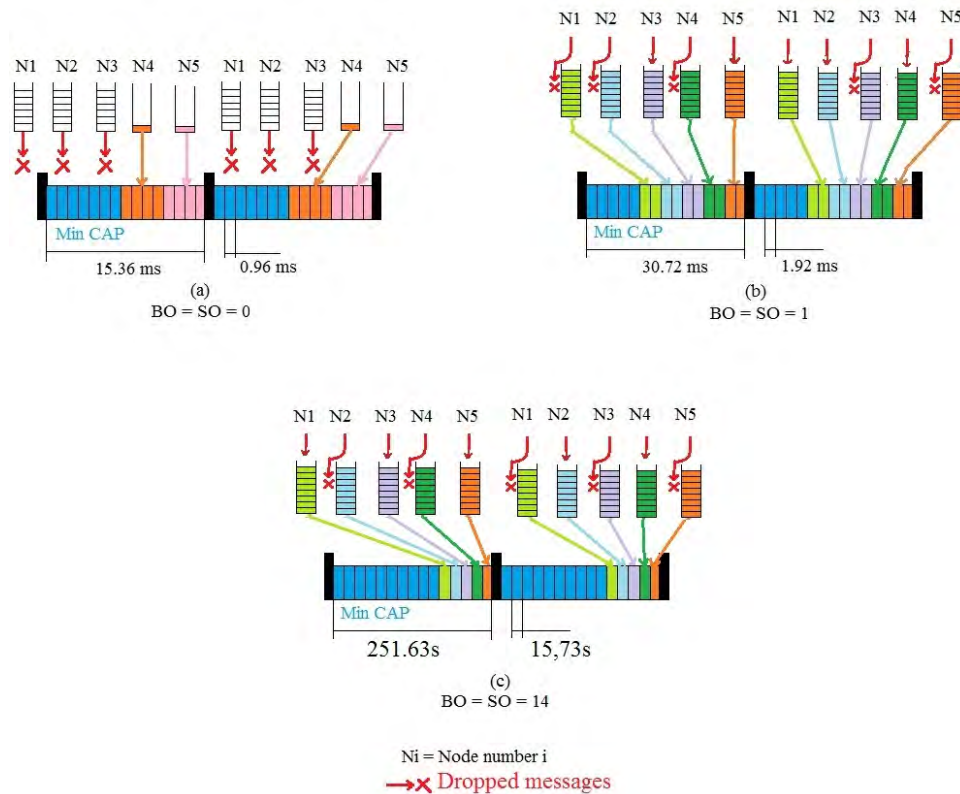 N1 N2 N3 N4 N5 N1 N2 N3 N4 N5
Min CAP
15.36 ms 0.96 ms
(a)
BO = SO = 0
N1 N2 N3 N4 N5 N1 N2 N3 N4 N5
30.72 ms 1.92 ms
(b)
BO = SO = 1
N1 N2 N3 N4 N5 N1 N2 N3 N4 N5
Min CAP
251.63s 15,73s
(c)
BO = SO = 14
Ni = Node number i
Dropped messages